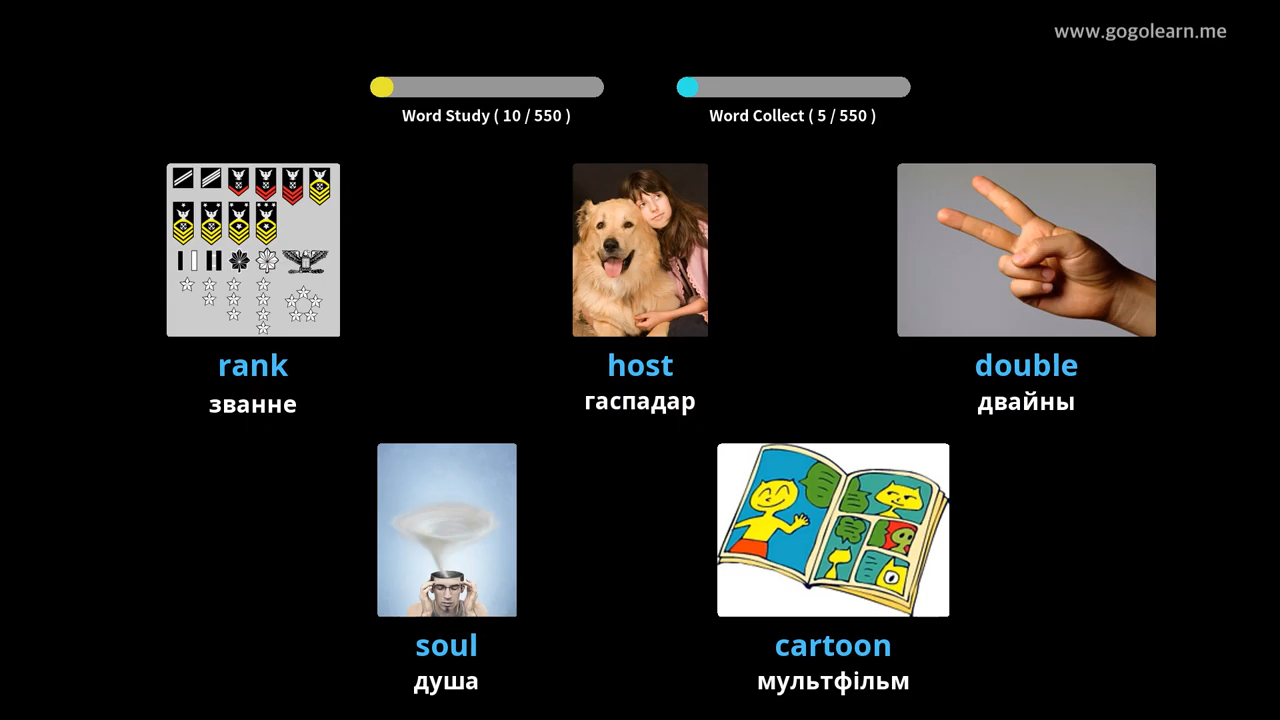 www.gogolearn.me
Word Study ( 10 / 550 )
Word Collect ( 5 / 550 )
rank
званне
host
гаспадар
double
двайны
soul
душа
cartoon
мультфільм